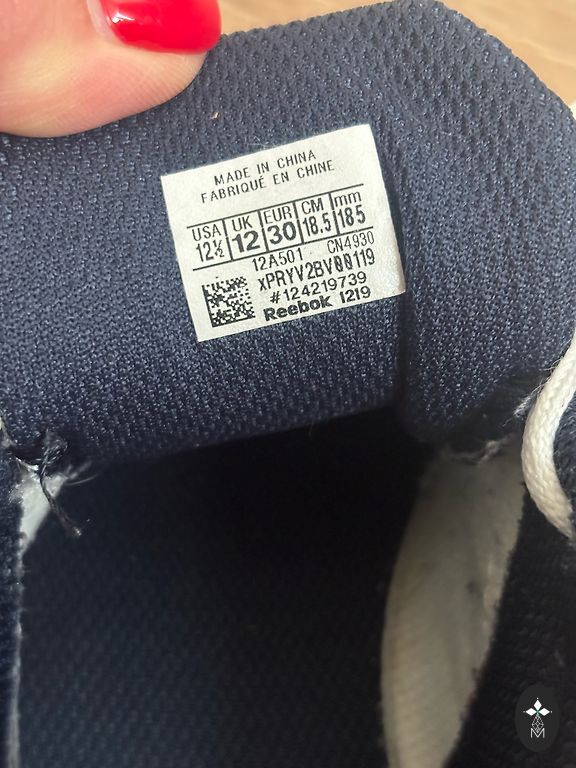 MADE IN CHINA
FABRIQUÉ EN CHINE
USA UK EUR CM mm
12½ 12 30 18.5 185
12A501 CN4930
XPRYV2BV00119
#124219739
Reebok 1219
M